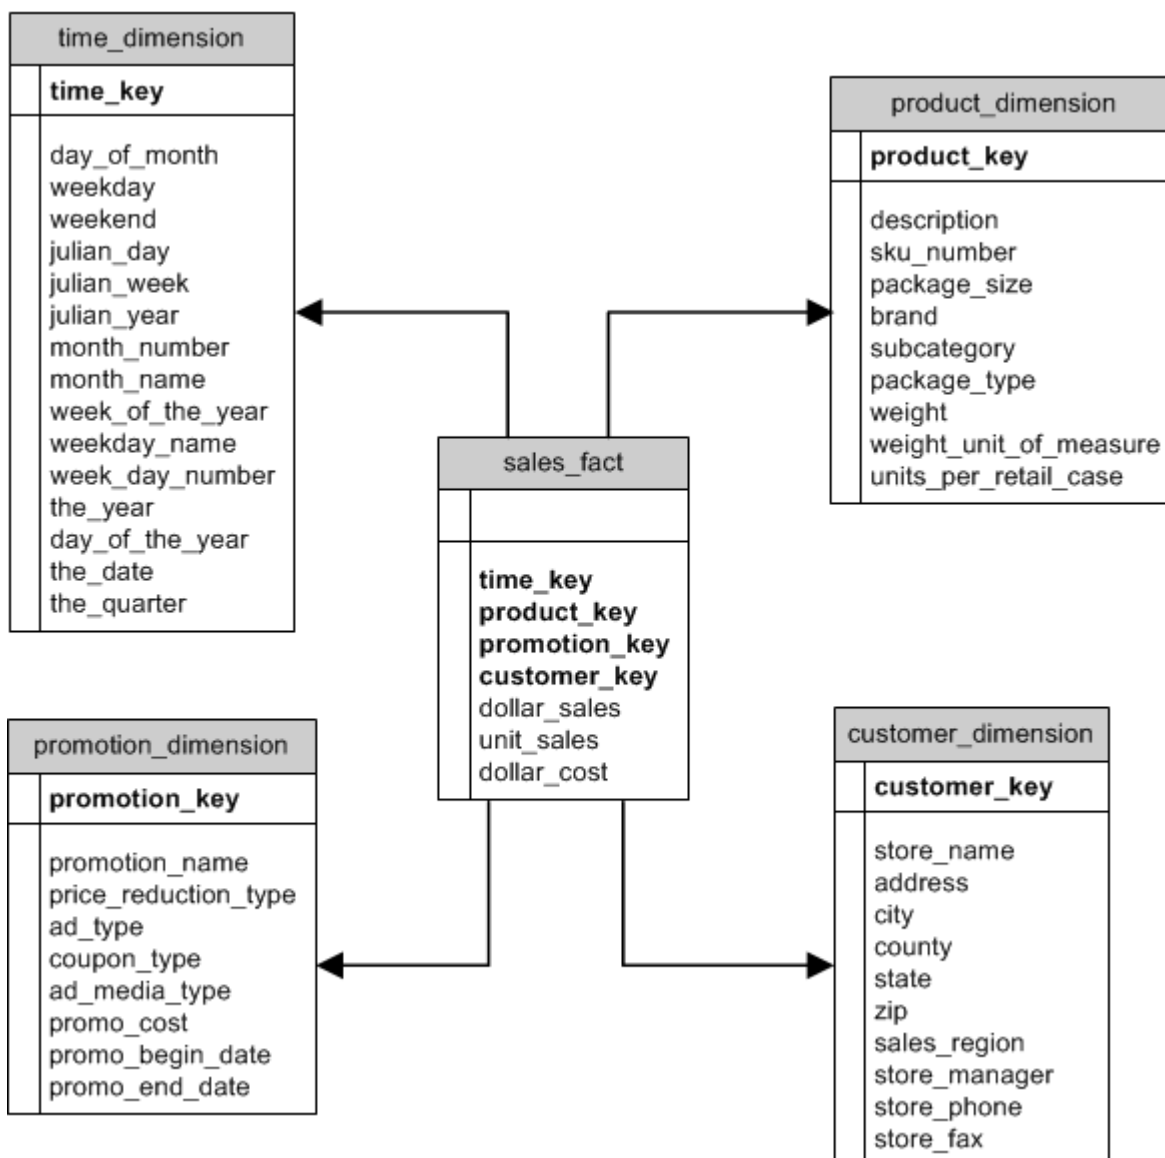 time_dimension
time_key
day_of_month
weekday
weekend
julian_day
julian_week
julian_year
month_number
month_name
week_of_the_year
weekday_name
week_day_number
the_year
day_of_the_year
the_date
the_quarter
product_dimension
product_key
description
sku_number
package_size
brand
subcategory
package_type
weight
weight_unit_of_measure
units_per_retail_case
sales_fact
time_key
product_key
promotion_key
customer_key
dollar_sales
unit_sales
dollar_cost
promotion_dimension
promotion_key
promotion_name
price_reduction_type
ad_type
coupon_type
ad_media_type
promo_cost
promo_begin_date
promo_end_date
customer_dimension
customer_key
store_name
address
city
county
state
zip
sales_region
store_manager
store_phone
store_fax